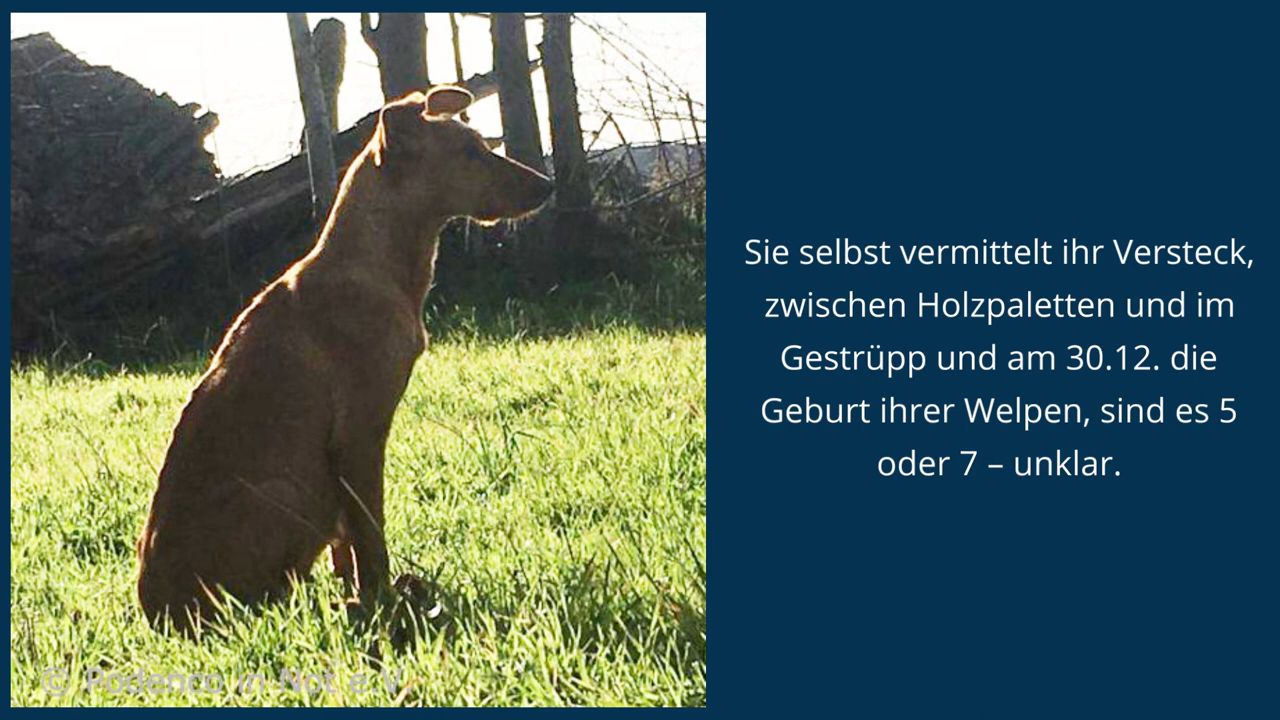 Sie selbst vermittelt ihr Versteck,
zwischen Holzpaletten und im
Gestrüpp und am 30.12. die
Geburt ihrer Welpen, sind es 5
oder 7 – unklar.
© Podenco in Not e.V.